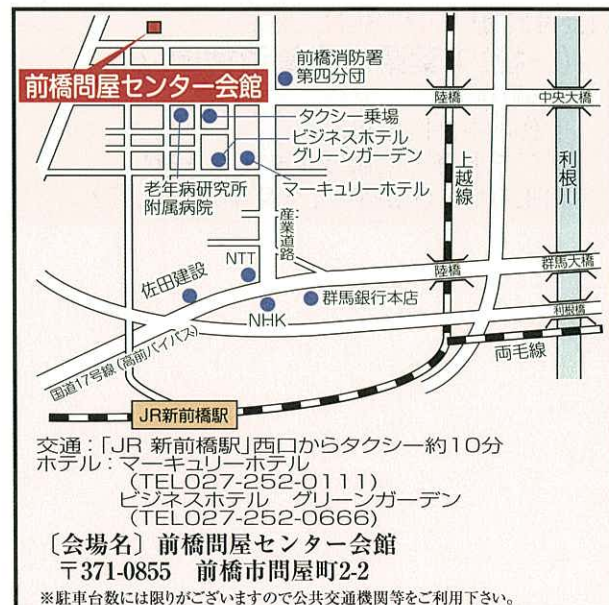 前橋問屋センター会館
前橋消防署
第四分団
陸橋
中央大橋
タクシー乗場
ビジネスホテル
グリーンガーデン
老年病研究所
附属病院
マーキュリーホテル
上越線
利根川
産業道路
NTT
佐田建設
陸橋
群馬大橋
群馬銀行本店
NHK
利根橋
国道17号線(高前バイパス)
両毛線
JR新前橋駅
交通:「JR 新前橋駅」西口からタクシー約10分
ホテル:マーキュリーホテル
(TEL027-252-0111)
ビジネスホテル グリーンガーデン
(TEL027-252-0666)
〔会場名〕前橋問屋センター会館
〒371-0855 前橋市問屋町2-2
※駐車台数には限りがございますので公共交通機関等をご利用下さい。